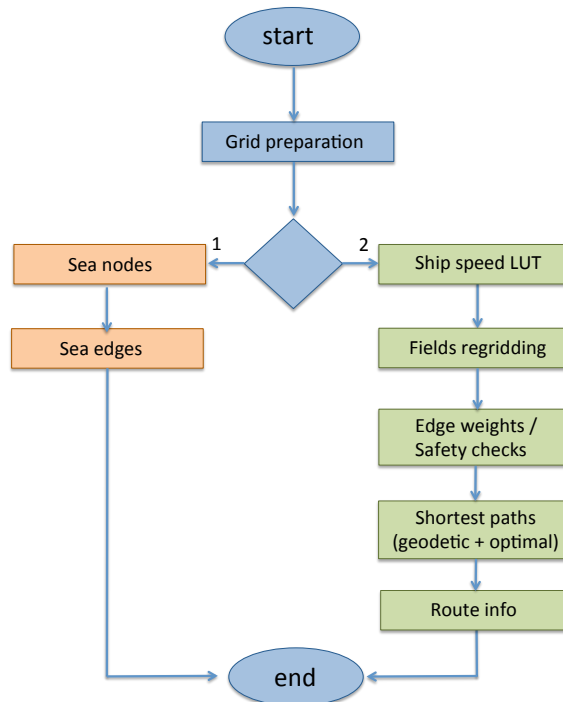 start
Grid preparation
1
2
Sea nodes
Ship speed LUT
Sea edges
Fields regridding
Edge weights /
Safety checks
Shortest paths
(geodetic + optimal)
Route info
end